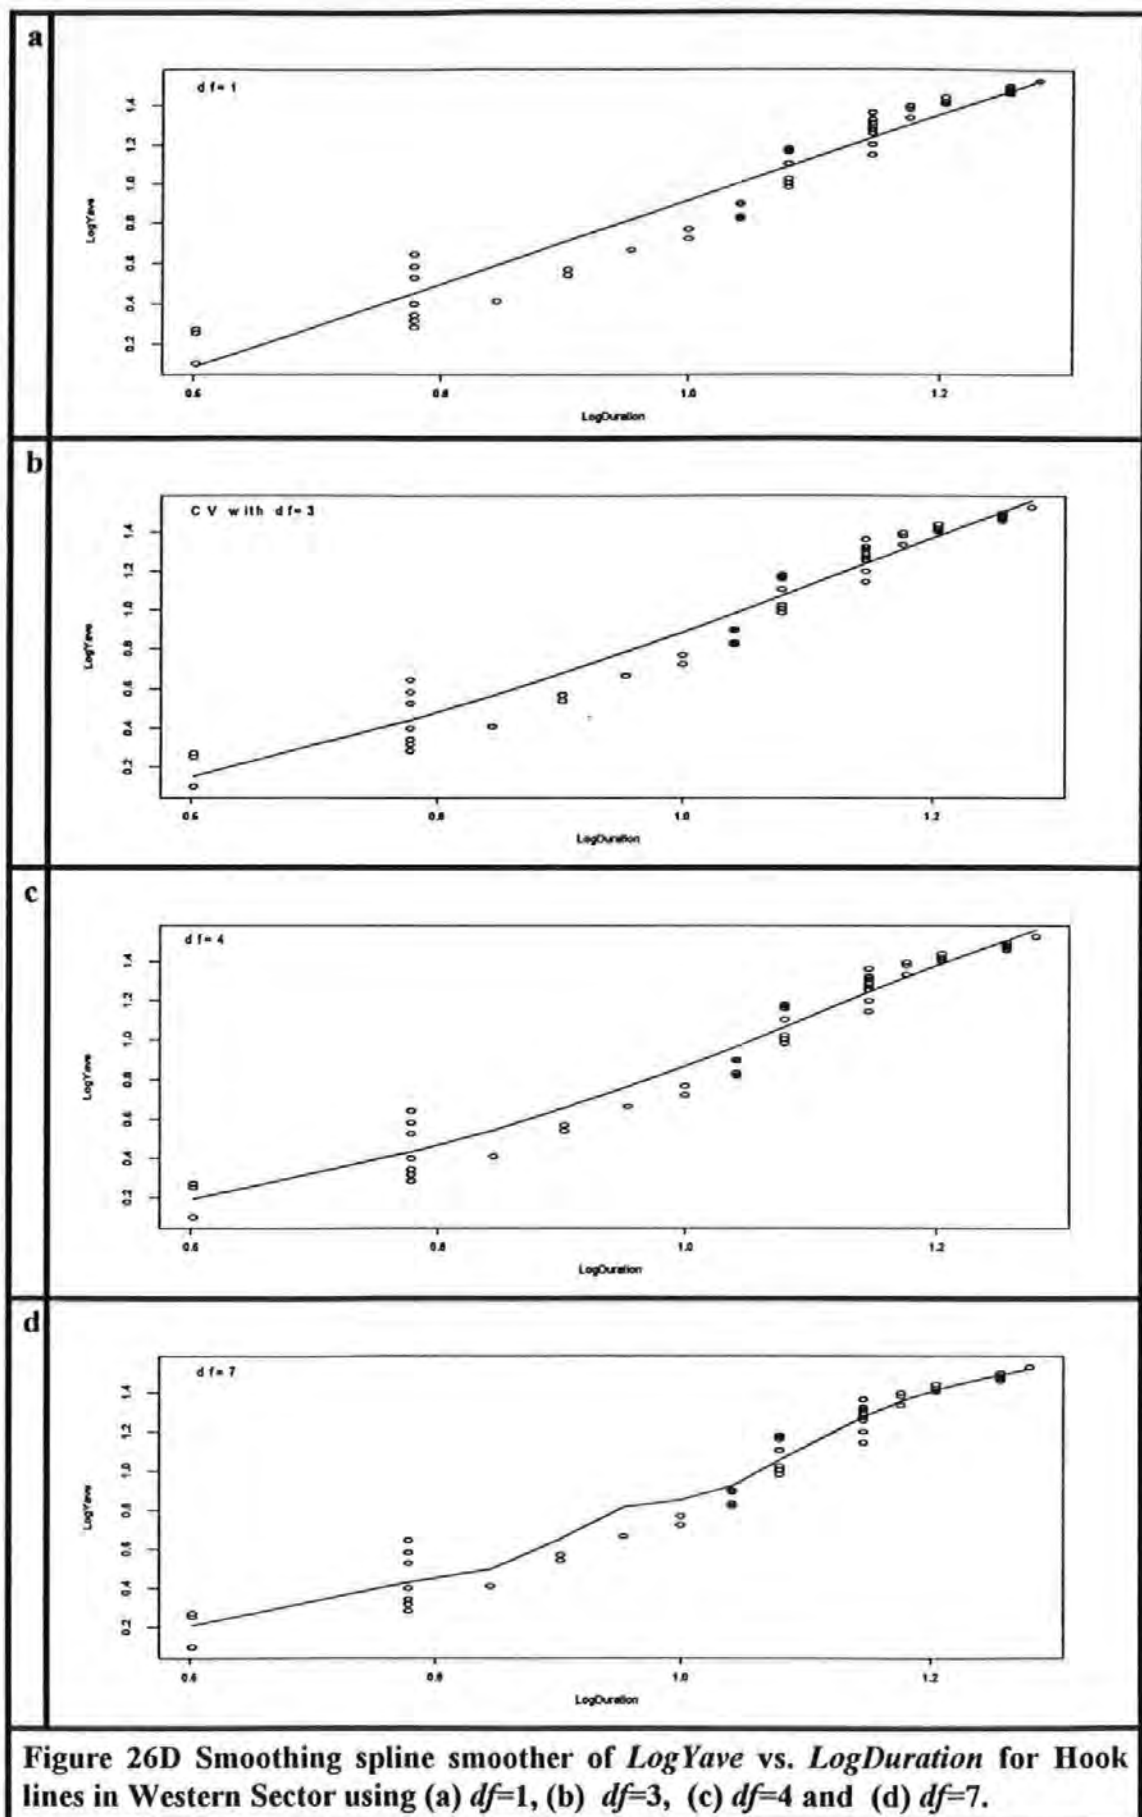 a
df= 1
LogYave
0.2 0.4 0.6 0.8 1.0 1.2 1.4
0.6 0.8 1.0 1.2
LogDuration
b
CV with df= 3
LogYave
0.2 0.4 0.6 0.8 1.0 1.2 1.4
0.6 0.8 1.0 1.2
LogDuration
c
df= 4
LogYave
0.2 0.4 0.6 0.8 1.0 1.2 1.4
0.6 0.8 1.0 1.2
LogDuration
d
df= 7
LogYave
0.2 0.4 0.6 0.8 1.0 1.2 1.4
0.6 0.8 1.0 1.2
LogDuration
Figure 26D Smoothing spline smoother of LogYave vs. LogDuration for Hook
lines in Western Sector using (a) df=1, (b) df=3, (c) df=4 and (d) df=7.